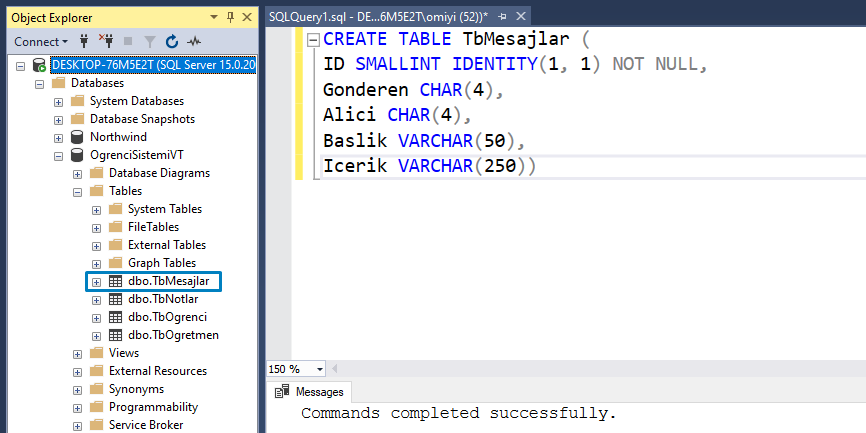 Object Explorer
Connect
DESKTOP-76M5E2T (SQL Server 15.0.20
Databases
System Databases
Database Snapshots
Northwind
OgrenciSistemiVT
Database Diagrams
Tables
System Tables
FileTables
External Tables
Graph Tables
dbo.TbMesajlar
dbo.TbNotlar
dbo.TbOgrenci
dbo.TbOgretmen
Views
External Resources
Synonyms
Programmability
Service Broker
SQLQuery1.sql - DE...6M5E2T\omiyi (52))*
CREATE TABLE TbMesajlar (
ID SMALLINT IDENTITY(1, 1) NOT NULL,
Gonderen CHAR(4),
Alici CHAR(4),
Baslik VARCHAR(50),
Icerik VARCHAR(250))
150 %
Messages
Commands completed successfully.